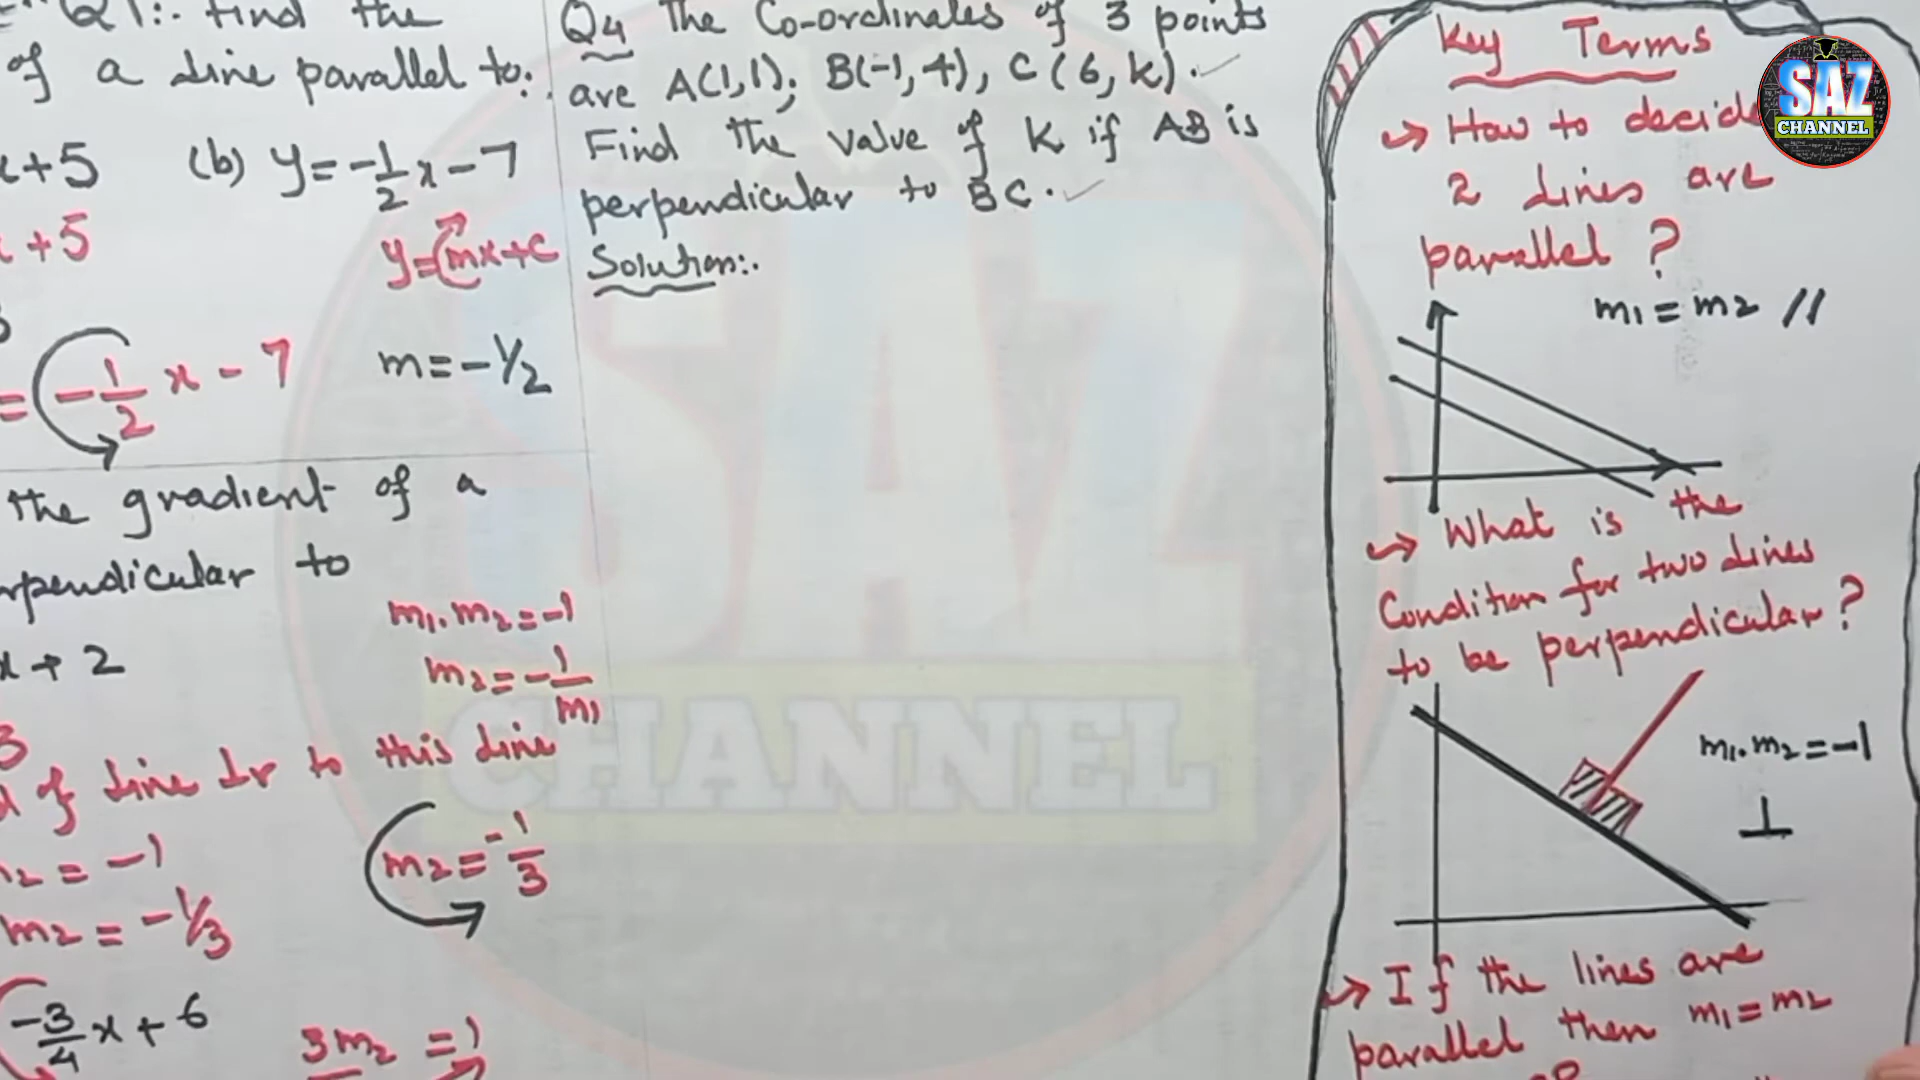 Q1:- Find the
of a line parallel to:
x+5 (b) y=-1/2x-7
x+5
y=mx+c
= -1/2 x - 7
m=-1/2
the gradient of a
rpendicular to
x+2
m1.m2=-1
m2=-1/m1
of line ⊥r to this line
m2 = -1
m2=-1/3
m2 = -1/3
-3/4 x+6
3m2 = 1
Q4 The Co-ordinates of 3 points
are A(1,1); B(-1,4), C(6,k).
Find the value of k if AB is
perpendicular to BC.
Solution:.
Key Terms
How to decide
2 lines are
parallel?
m1=m2 //
What is the
Condition for two lines
to be perpendicular?
m1.m2=-1
⊥
If the lines are
parallel then m1=m2
SAZ
CHANNEL
SAZ
CHANNEL